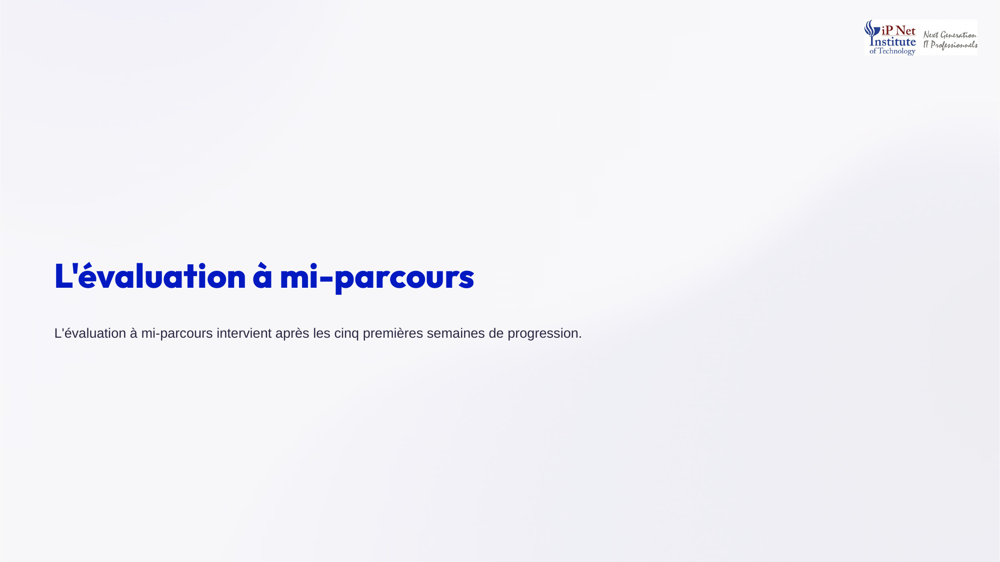 iP Net
Institute
of Technology
Next Generation
IT Professionnels
L'évaluation à mi-parcours
L'évaluation à mi-parcours intervient après les cinq premières semaines de progression.